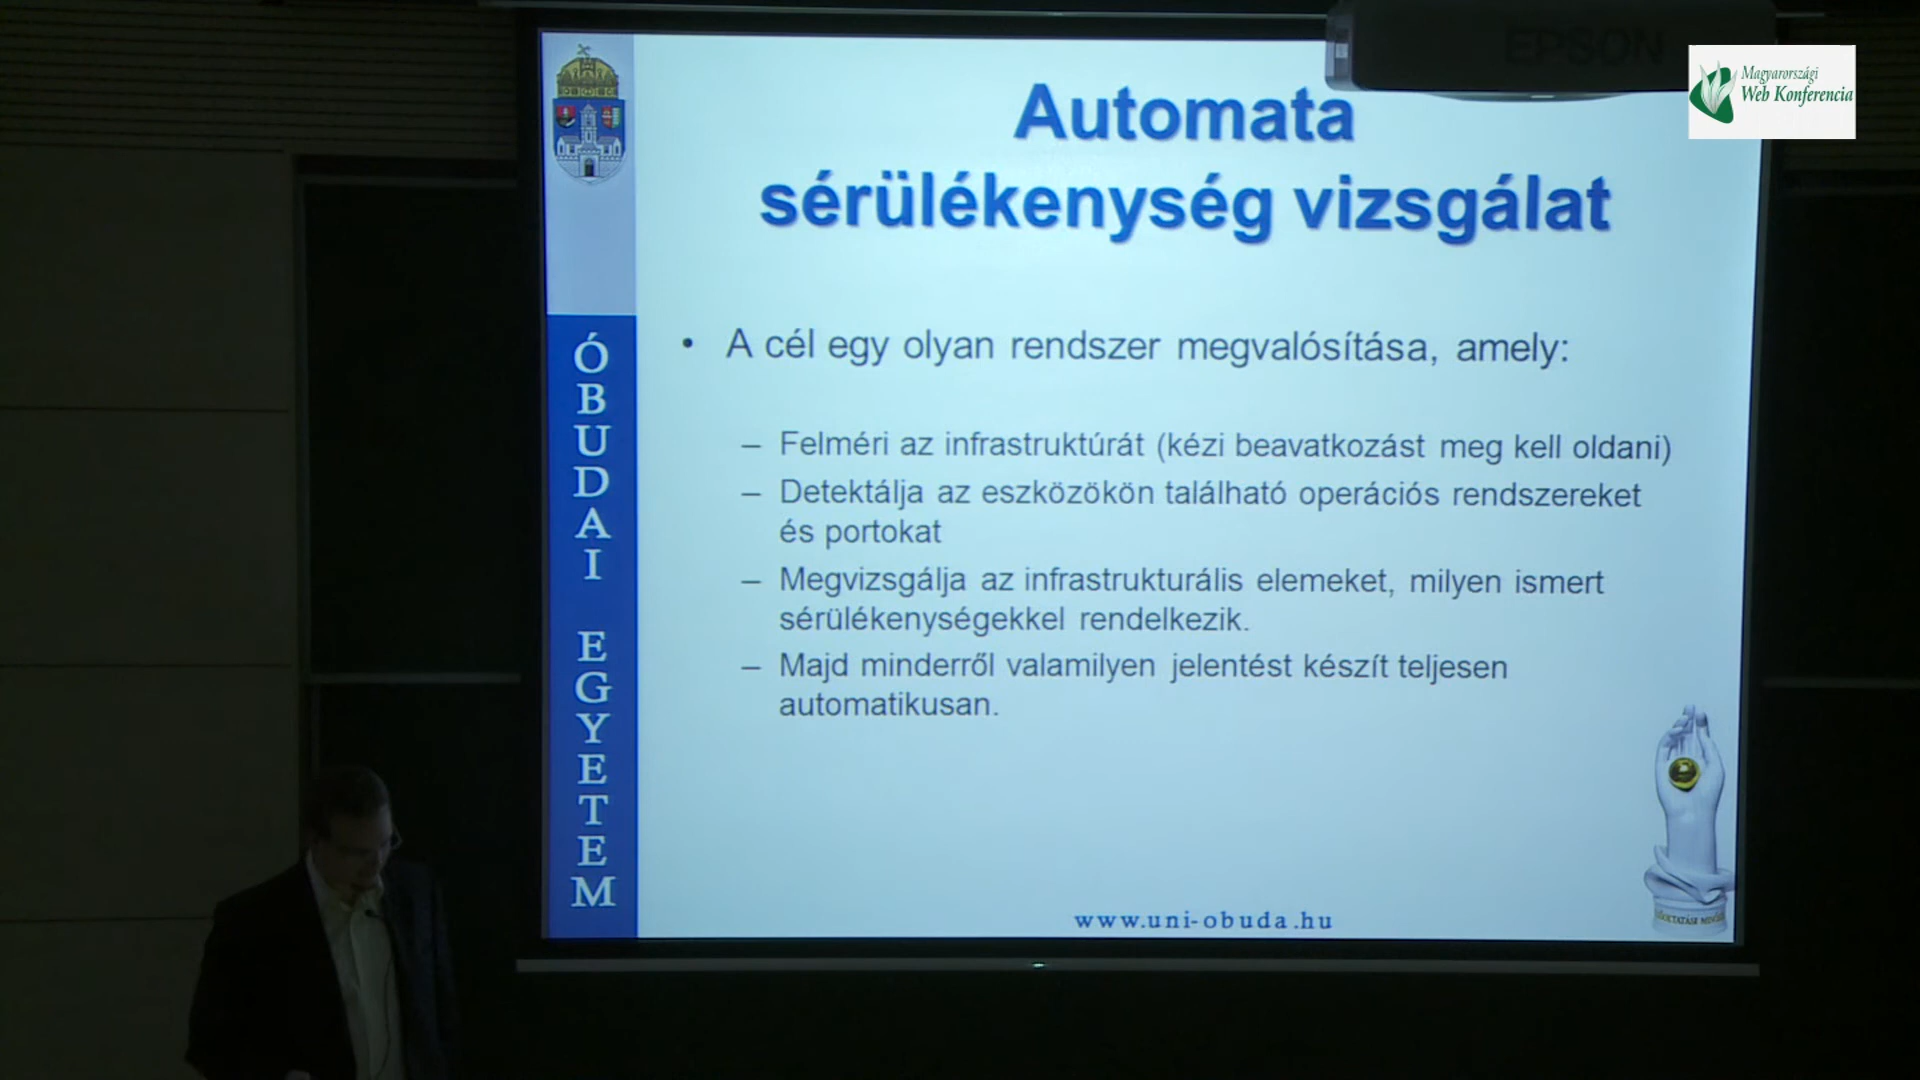 EPSON
Magyarországi
Web Konferencia
Automata
sérülékenység vizsgálat
ÓBUDAI EGYETEM
• A cél egy olyan rendszer megvalósítása, amely:
– Felméri az infrastruktúrát (kézi beavatkozást meg kell oldani)
– Detektálja az eszközökön található operációs rendszereket
és portokat
– Megvizsgálja az infrastrukturális elemeket, milyen ismert
sérülékenységekkel rendelkezik.
– Majd minderről valamilyen jelentést készít teljesen
automatikusan.
www.uni-obuda.hu